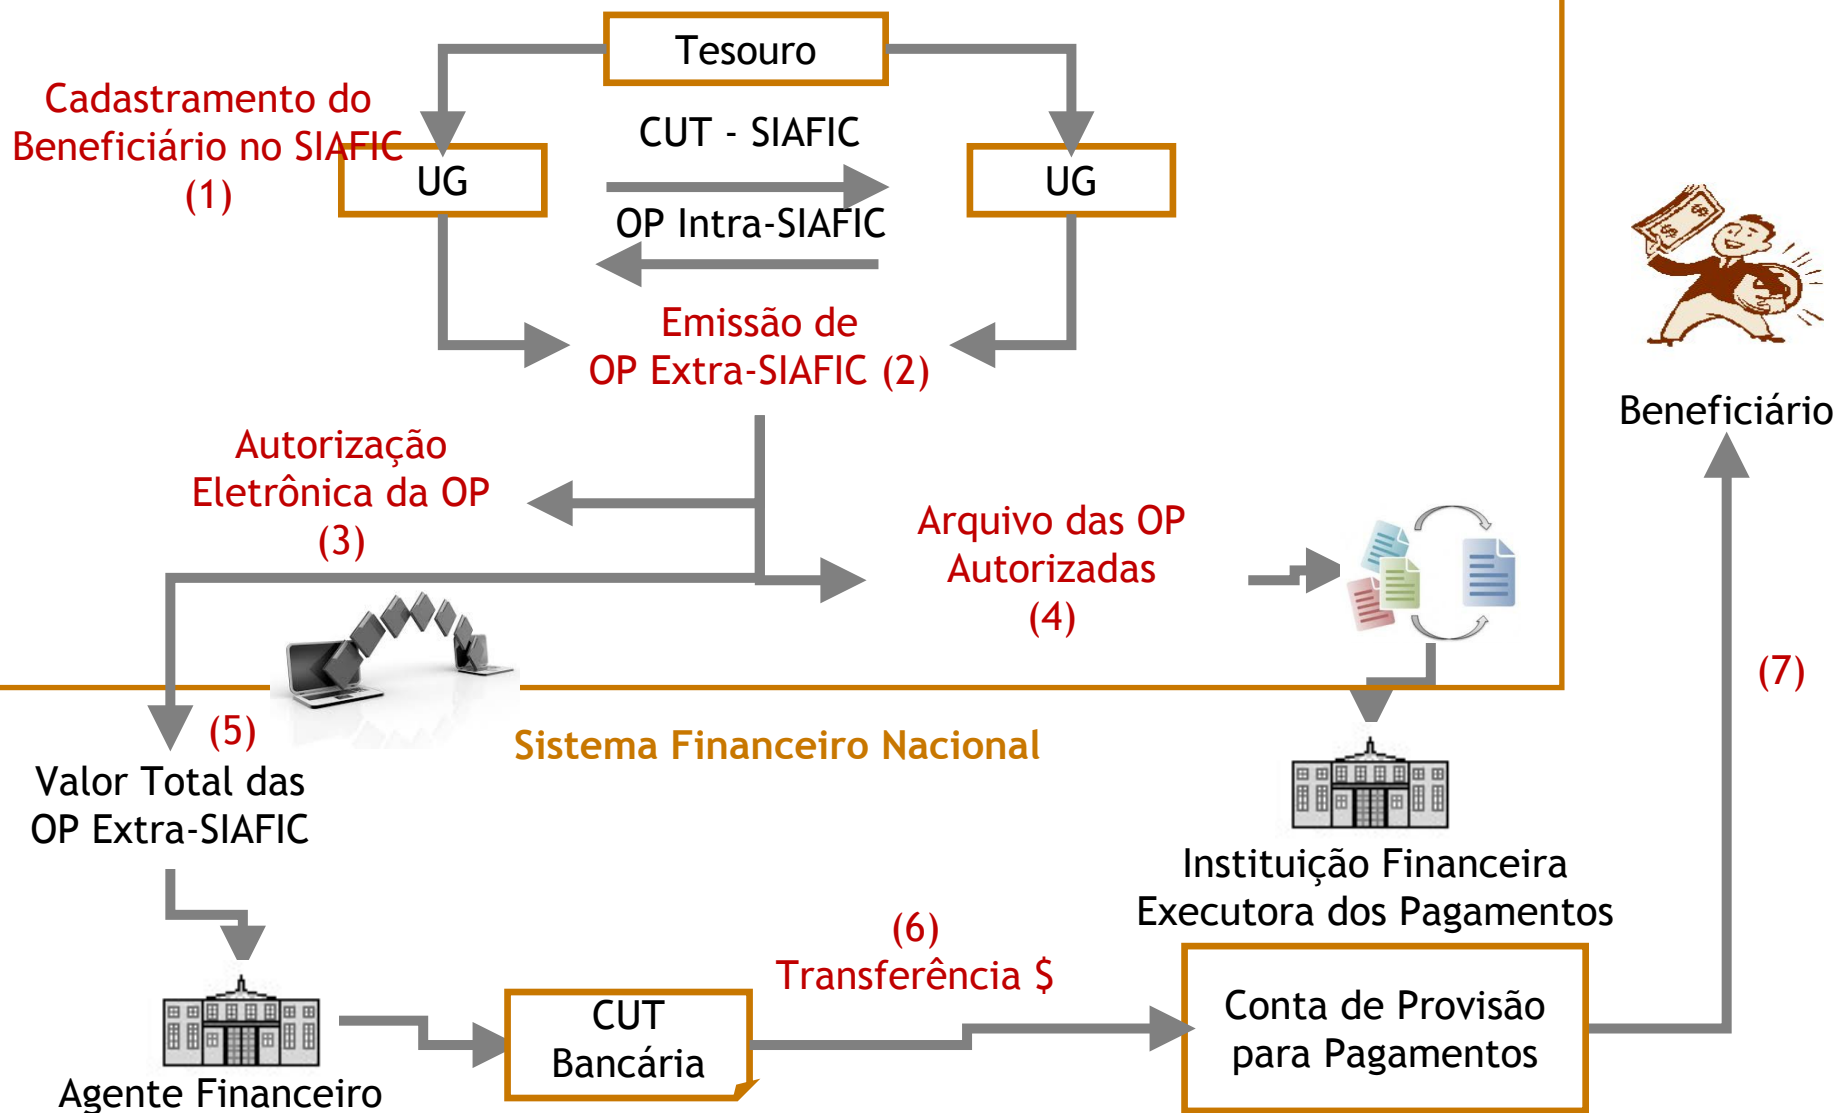 Tesouro
Cadastramento do
Beneficiário no SIAFIC
(1)
CUT - SIAFIC
UG
UG
OP Intra-SIAFIC
Emissão de
OP Extra-SIAFIC (2)
Beneficiário
Autorização
Eletrônica da OP
(3)
Arquivo das OP
Autorizadas
(4)
(7)
(5)
Sistema Financeiro Nacional
Valor Total das
OP Extra-SIAFIC
Instituição Financeira
Executora dos Pagamentos
(6)
Transferência $
CUT
Bancária
Conta de Provisão
para Pagamentos
Agente Financeiro